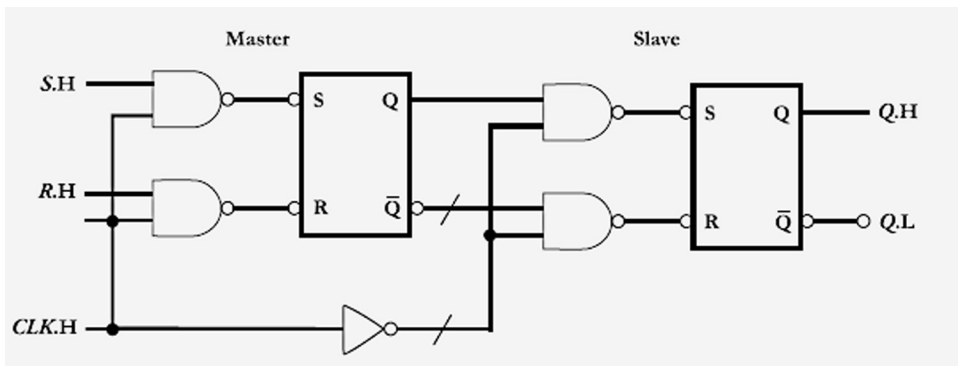 Master Slave
S.H S Q S Q Q.H
R.H R Q̅ R Q̅ Q.L
CLK.H